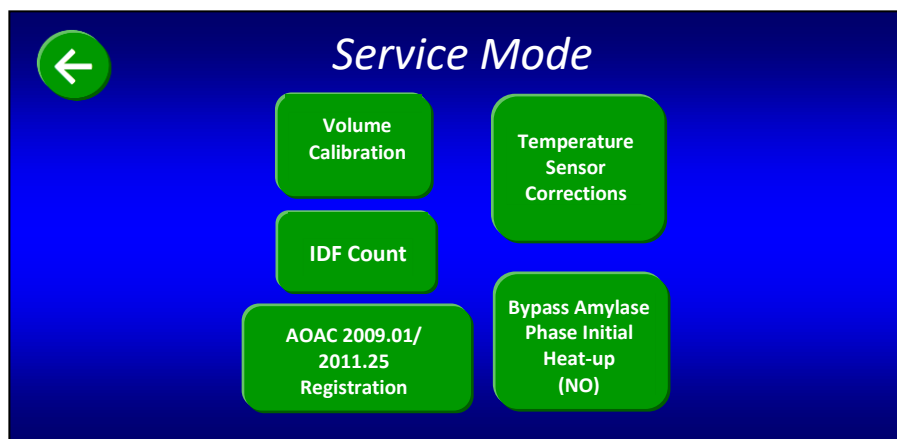 Service Mode
Volume
Calibration
Temperature
Sensor
Corrections
IDF Count
AOAC 2009.01/
2011.25
Registration
Bypass Amylase
Phase Initial
Heat-up
(NO)